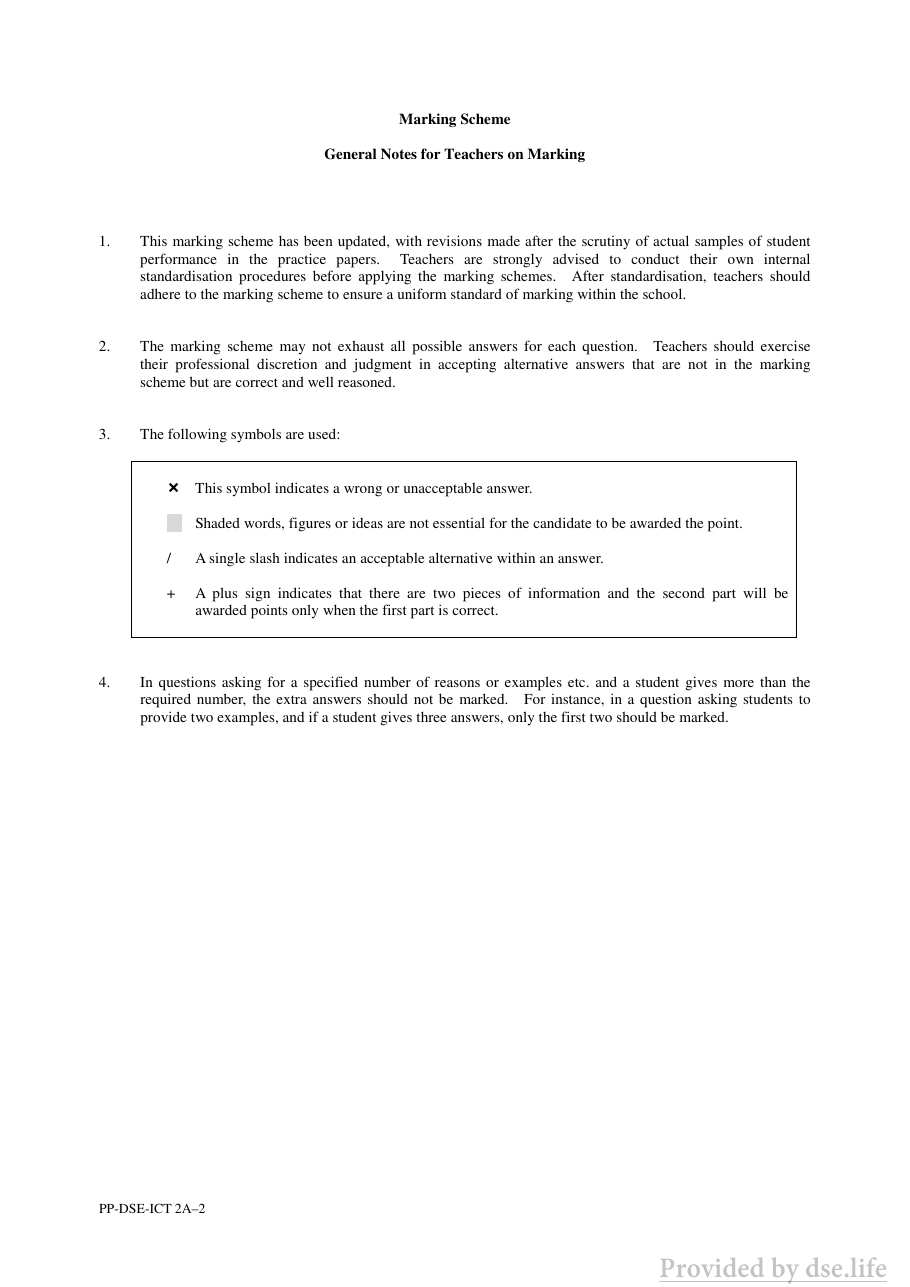 Marking Scheme
General Notes for Teachers on Marking
1. This marking scheme has been updated, with revisions made after the scrutiny of actual samples of student
performance in the practice papers. Teachers are strongly advised to conduct their own internal
standardisation procedures before applying the marking schemes. After standardisation, teachers should
adhere to the marking scheme to ensure a uniform standard of marking within the school.
2. The marking scheme may not exhaust all possible answers for each question. Teachers should exercise
their professional discretion and judgment in accepting alternative answers that are not in the marking
scheme but are correct and well reasoned.
3. The following symbols are used:
✕ This symbol indicates a wrong or unacceptable answer.
Shaded words, figures or ideas are not essential for the candidate to be awarded the point.
/ A single slash indicates an acceptable alternative within an answer.
+ A plus sign indicates that there are two pieces of information and the second part will be
awarded points only when the first part is correct.
4. In questions asking for a specified number of reasons or examples etc. and a student gives more than the
required number, the extra answers should not be marked. For instance, in a question asking students to
provide two examples, and if a student gives three answers, only the first two should be marked.
PP-DSE-ICT 2A–2
Provided by dse.life